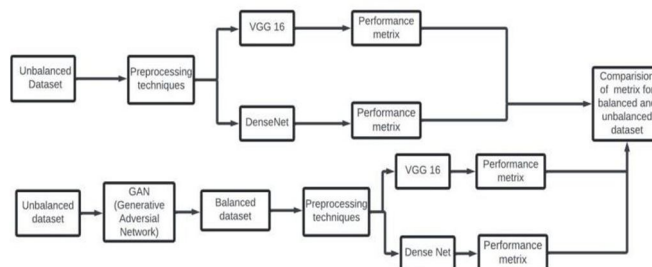 Unbalanced
Dataset
Preprocessing
techniques
VGG 16
Performance
metrix
DenseNet
Performance
metrix
Comparision
of metrix for
balanced and
unbalanced
dataset
Unbalanced
dataset
GAN
(Generative
Adversial
Network)
Balanced
dataset
Preprocessing
techniques
VGG 16
Performance
metrix
Dense Net
Performance
metrix